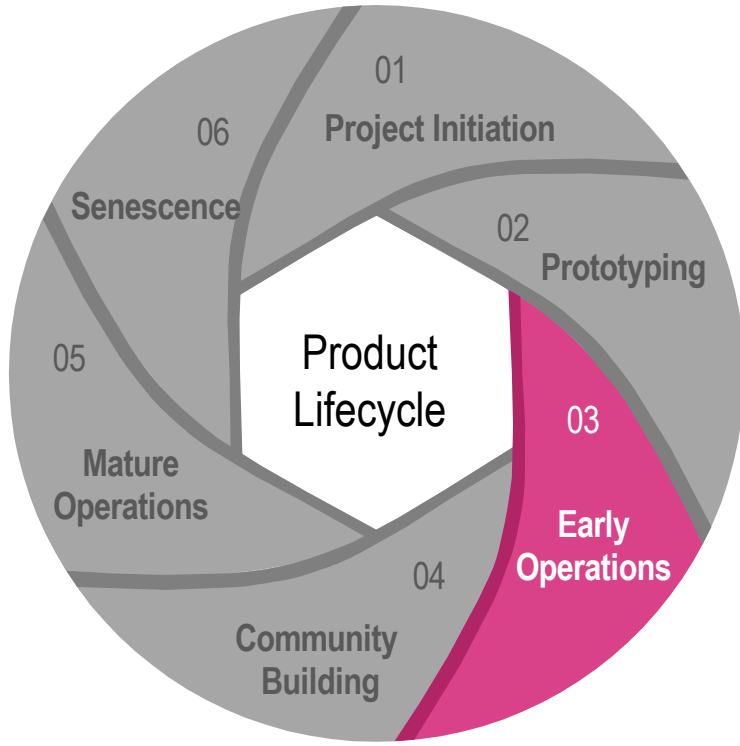 01
Project Initiation
02
Prototyping
03
Early
Operations
04
Community
Building
05
Mature
Operations
06
Senescence
Product
Lifecycle